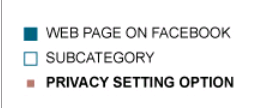 WEB PAGE ON FACEBOOK
SUBCATEGORY
PRIVACY SETTING OPTION